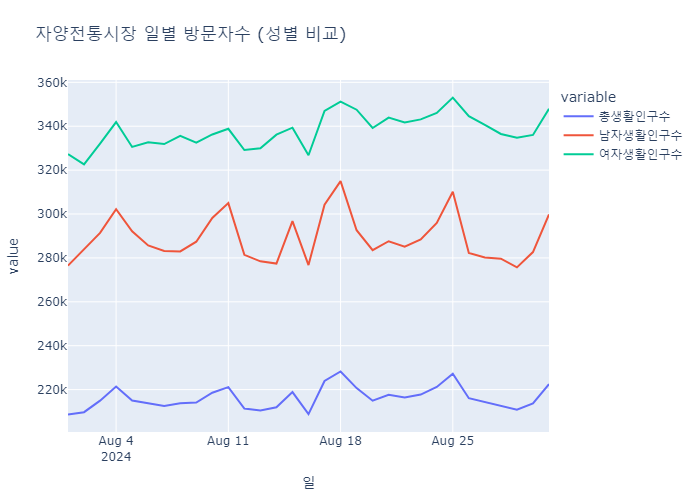 자양전통시장 일별 방문자수 (성별 비교)
variable
총생활인구수
남자생활인구수
여자생활인구수
value
360k
340k
320k
300k
280k
260k
240k
220k
Aug 4
2024
Aug 11
Aug 18
Aug 25
일